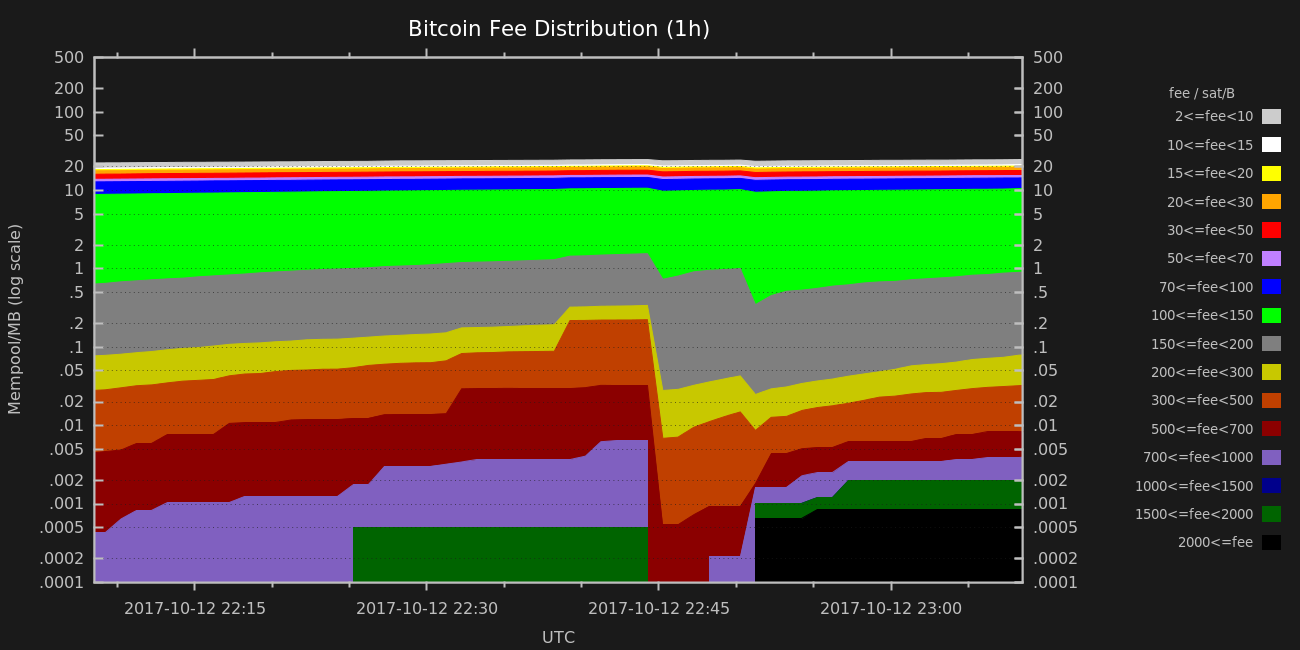 Bitcoin Fee Distribution (1h)
500 500
200 200
100 100
50 50
20 20
10 10
5 5
2 2
1 1
.5 .5
.2 .2
.1 .1
.05 .05
.02 .02
.01 .01
.005 .005
.002 .002
.001 .001
.0005 .0005
.0002 .0002
.0001 .0001
Mempool/MB (log scale)
2017-10-12 22:15 2017-10-12 22:30 2017-10-12 22:45 2017-10-12 23:00
UTC
fee / sat/B
2<=fee<10
10<=fee<15
15<=fee<20
20<=fee<30
30<=fee<50
50<=fee<70
70<=fee<100
100<=fee<150
150<=fee<200
200<=fee<300
300<=fee<500
500<=fee<700
700<=fee<1000
1000<=fee<1500
1500<=fee<2000
2000<=fee